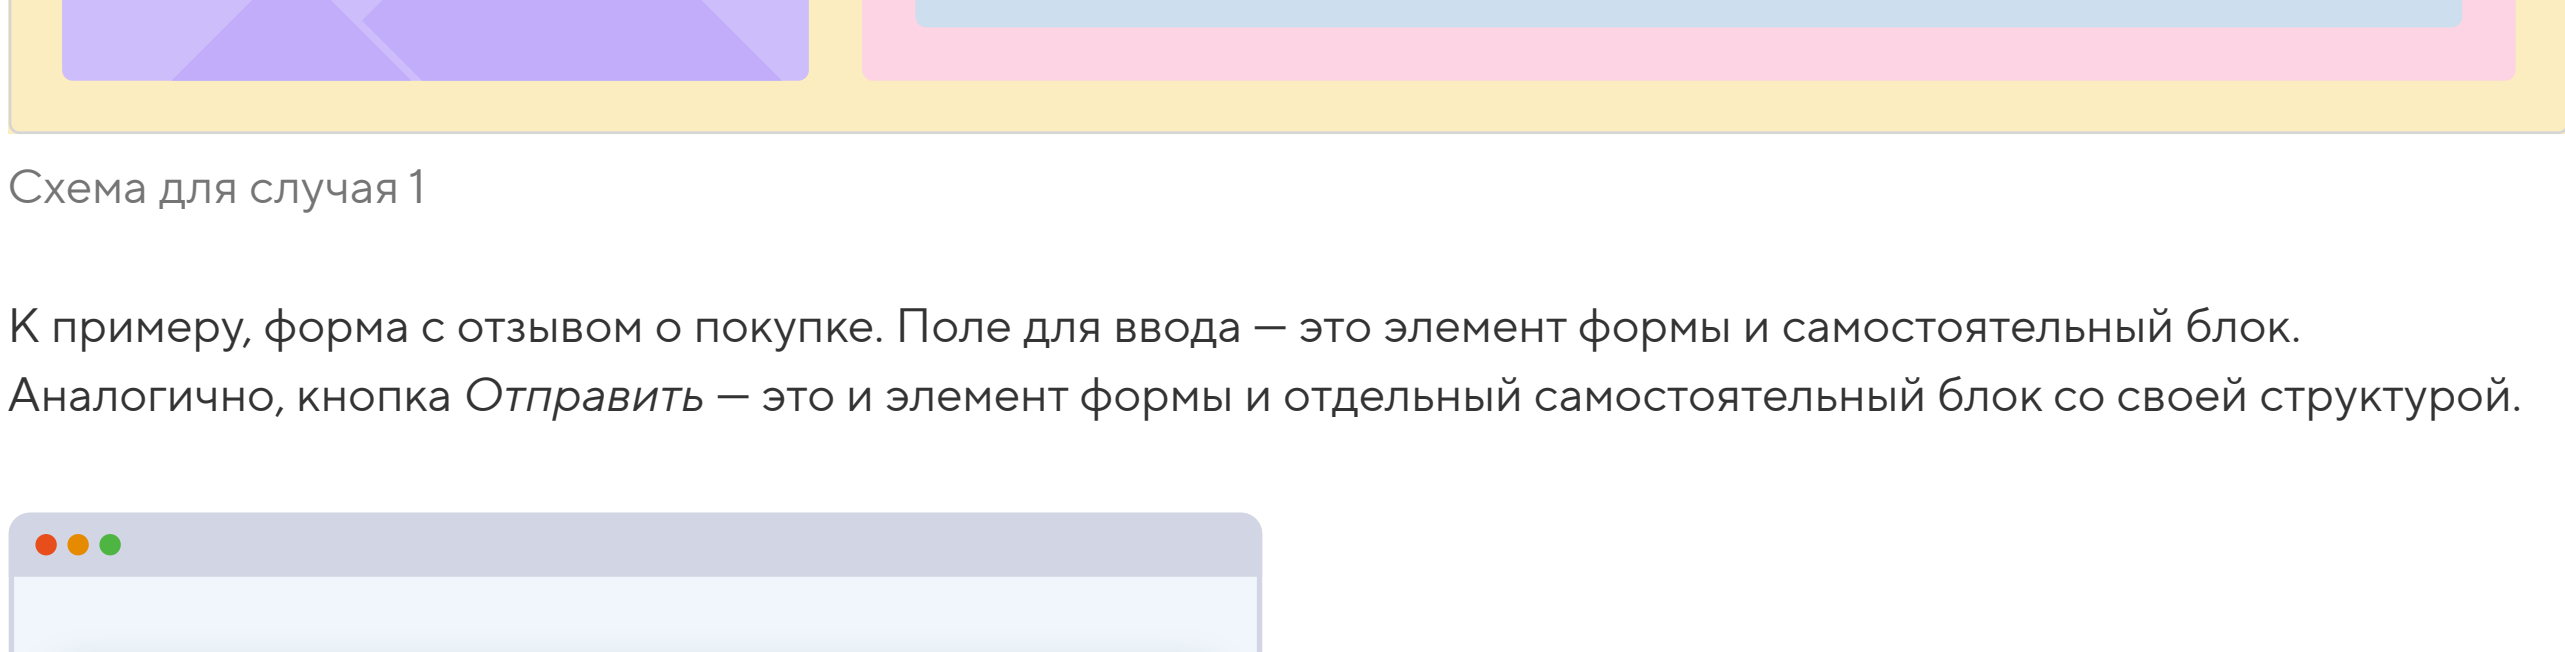 Схема для случая 1
К примеру, форма с отзывом о покупке. Поле для ввода — это элемент формы и самостоятельный блок.
Аналогично, кнопка Отправить — это и элемент формы и отдельный самостоятельный блок со своей структурой.